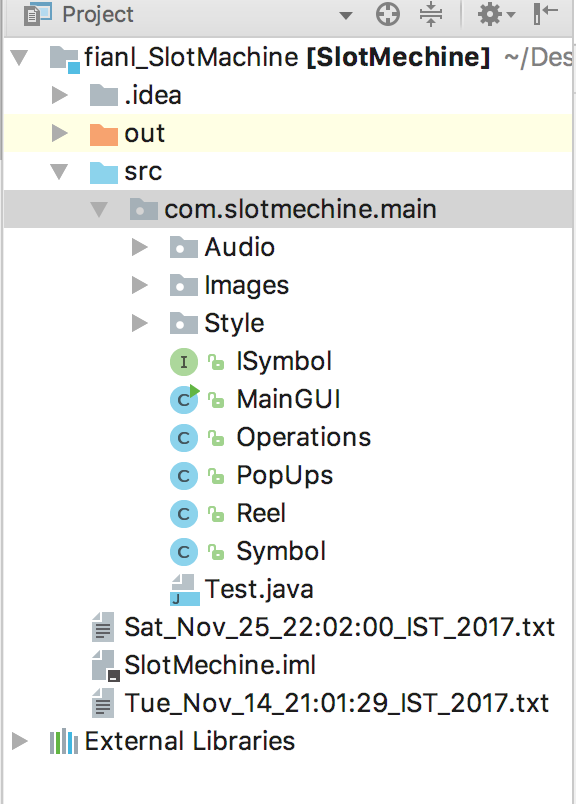 Project
fianl_SlotMachine [SlotMechine] ~/Des
.idea
out
src
com.slotmechine.main
Audio
Images
Style
I ISymbol
C MainGUI
C Operations
C PopUps
C Reel
C Symbol
J Test.java
Sat_Nov_25_22:02:00_IST_2017.txt
SlotMechine.iml
Tue_Nov_14_21:01:29_IST_2017.txt
External Libraries